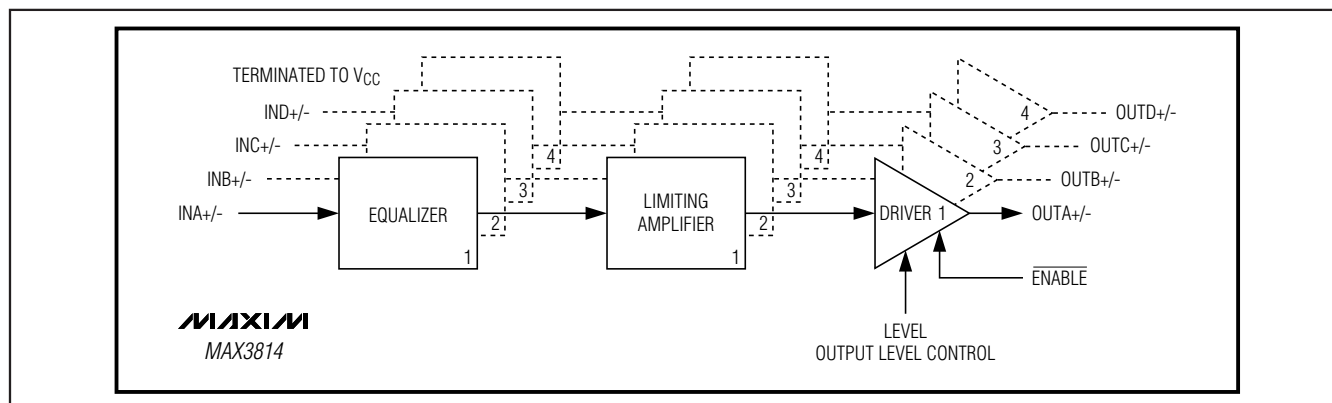 TERMINATED TO VCC
IND+/-
INC+/-
INB+/-
INA+/-
EQUALIZER
1
2
3
4
LIMITING
AMPLIFIER
1
2
3
4
DRIVER 1
2
3
4
OUTD+/-
OUTC+/-
OUTB+/-
OUTA+/-
ENABLE
LEVEL
OUTPUT LEVEL CONTROL
MAXIM
MAX3814